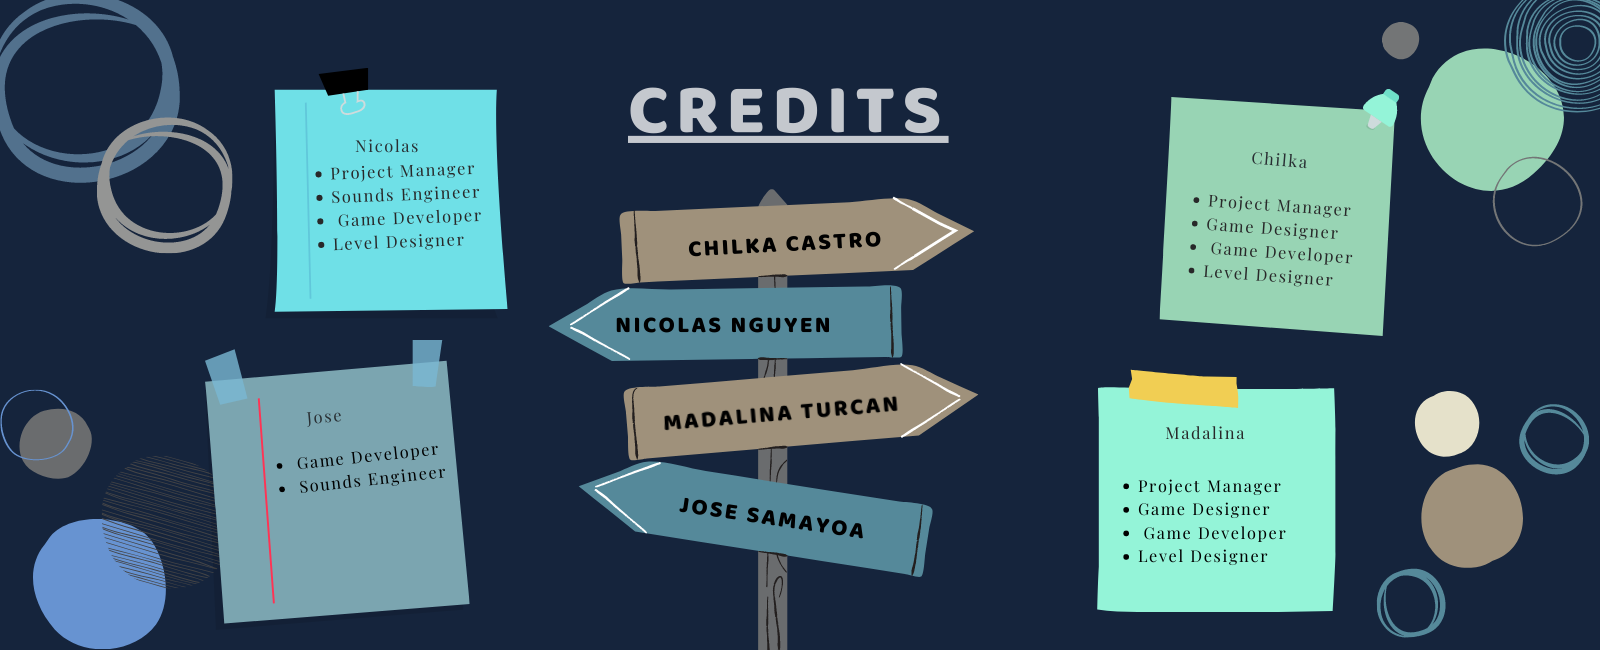 CREDITS
Nicolas
• Project Manager
• Sounds Engineer
• Game Developer
• Level Designer
Jose
• Game Developer
• Sounds Engineer
CHILKA CASTRO
NICOLAS NGUYEN
MADALINA TURCAN
JOSE SAMAYOA
Chilka
• Project Manager
• Game Designer
• Game Developer
• Level Designer
Madalina
• Project Manager
• Game Designer
• Game Developer
• Level Designer